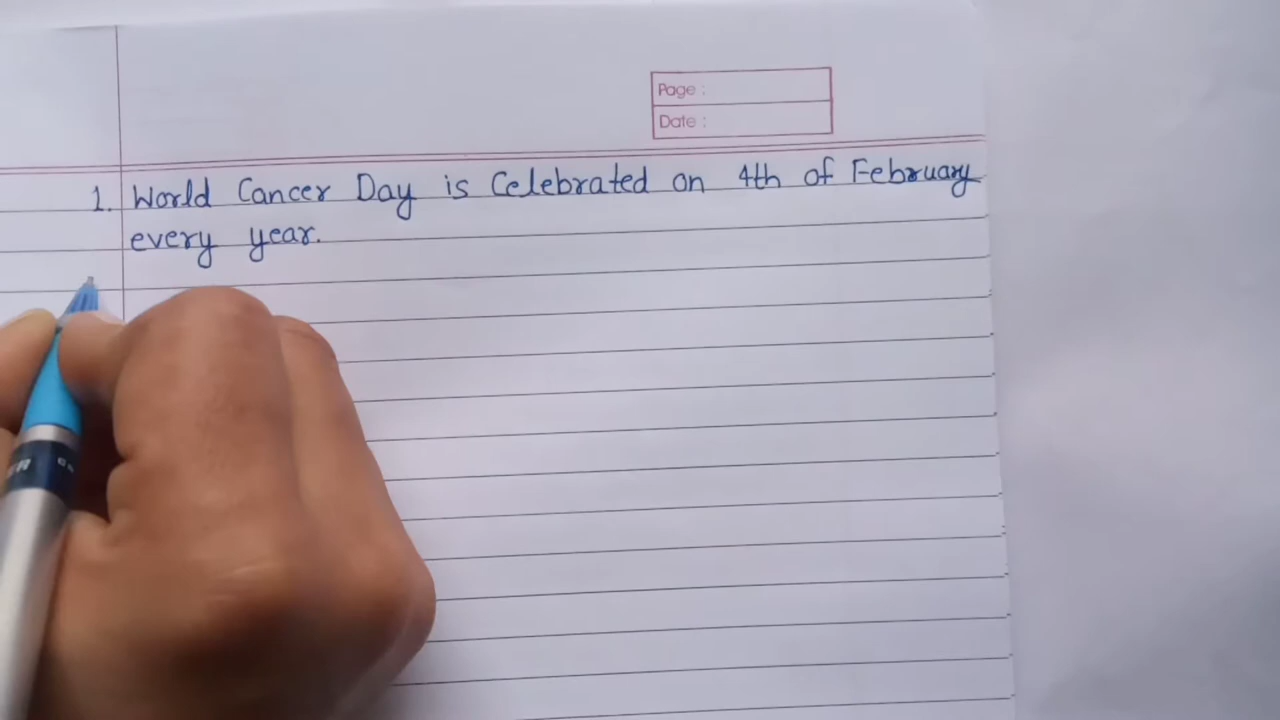 Page :
Date :
1. World Cancer Day is Celebrated on 4th of February
every year.